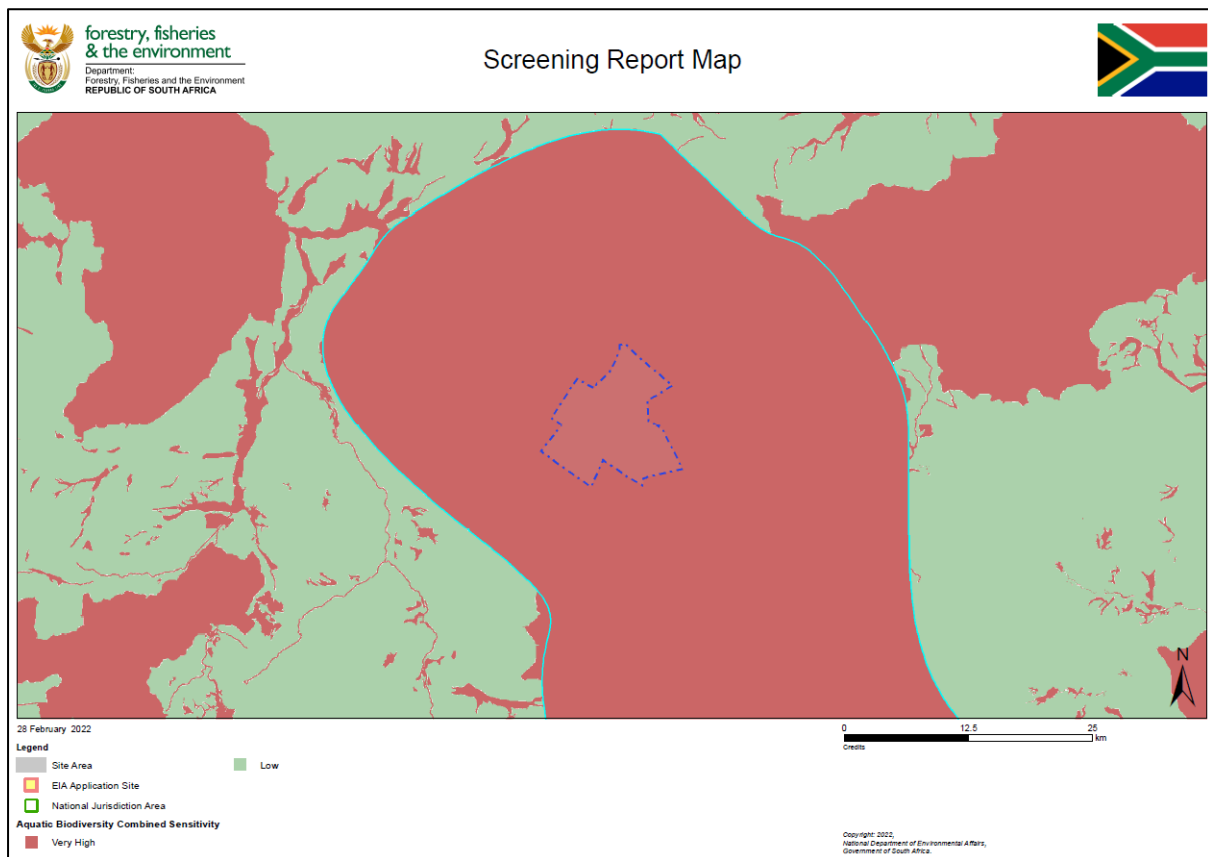 forestry, fisheries
& the environment
Department:
Forestry, Fisheries and the Environment
REPUBLIC OF SOUTH AFRICA
Screening Report Map
N
28 February 2022
0 12.5 25
km
Credits
Legend
Site Area
Low
EIA Application Site
National Jurisdiction Area
Aquatic Biodiversity Combined Sensitivity
Very High
Copyright: 2022,
National Department of Environmental Affairs,
Government of South Africa.